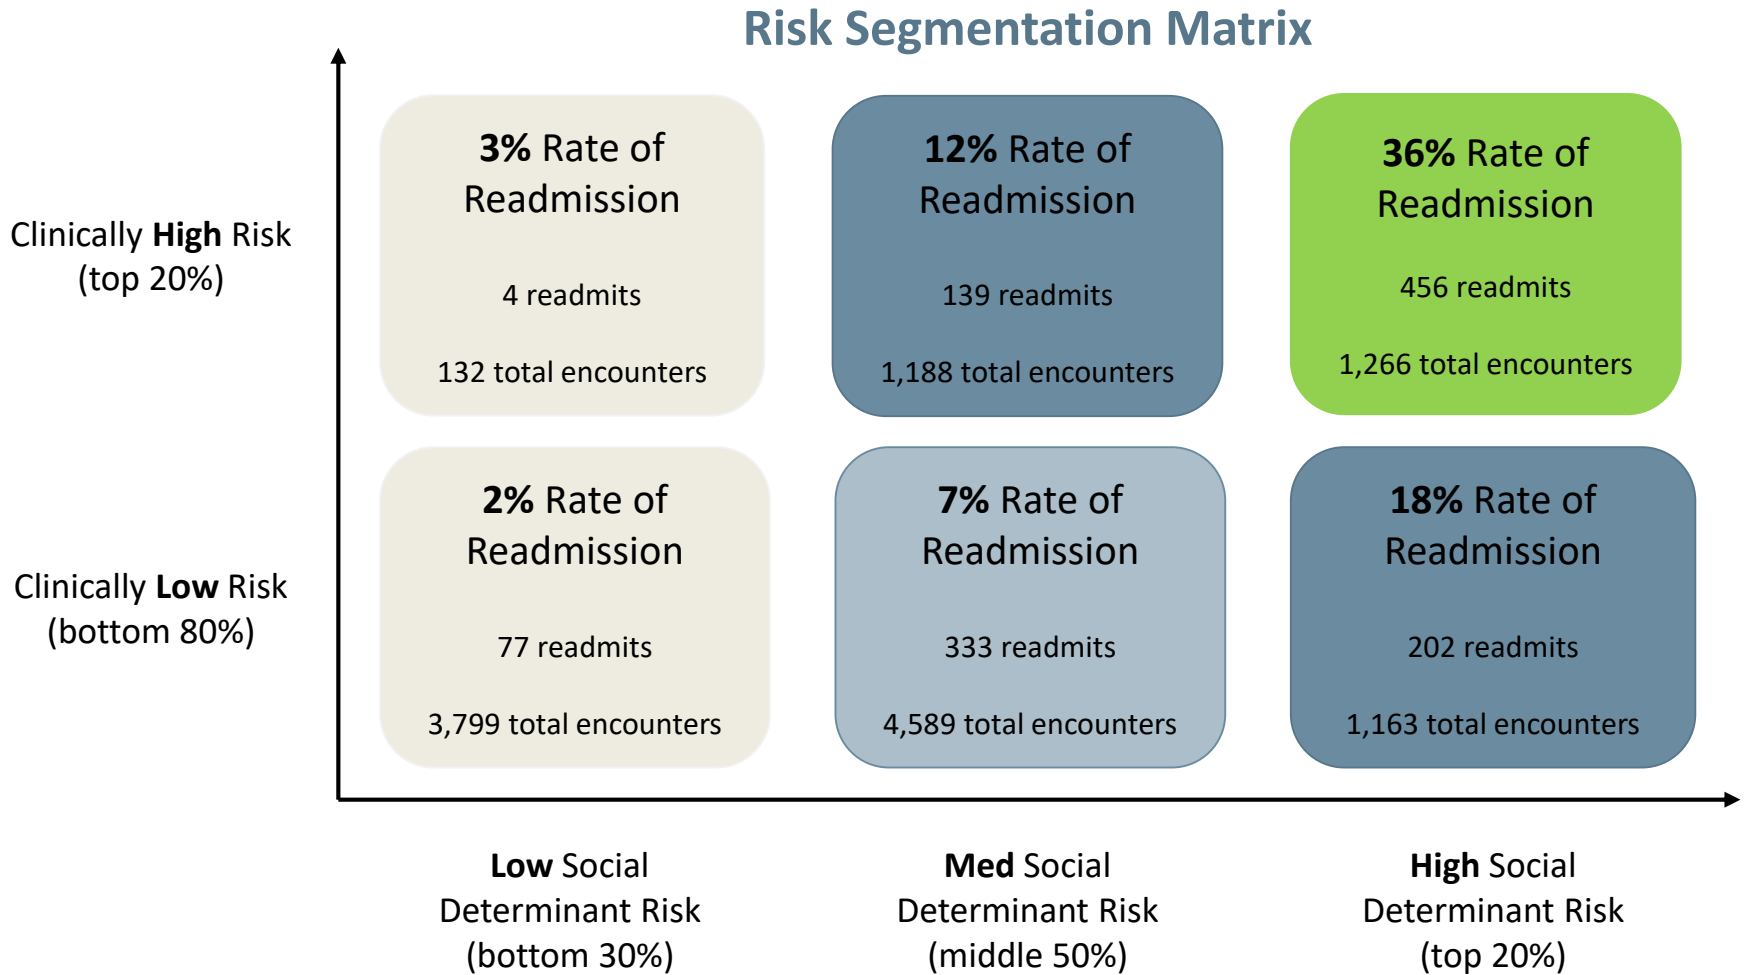 Risk Segmentation Matrix
Clinically High Risk
(top 20%)
3% Rate of
Readmission
4 readmits
132 total encounters
12% Rate of
Readmission
139 readmits
1,188 total encounters
36% Rate of
Readmission
456 readmits
1,266 total encounters
Clinically Low Risk
(bottom 80%)
2% Rate of
Readmission
77 readmits
3,799 total encounters
7% Rate of
Readmission
333 readmits
4,589 total encounters
18% Rate of
Readmission
202 readmits
1,163 total encounters
Low Social
Determinant Risk
(bottom 30%)
Med Social
Determinant Risk
(middle 50%)
High Social
Determinant Risk
(top 20%)